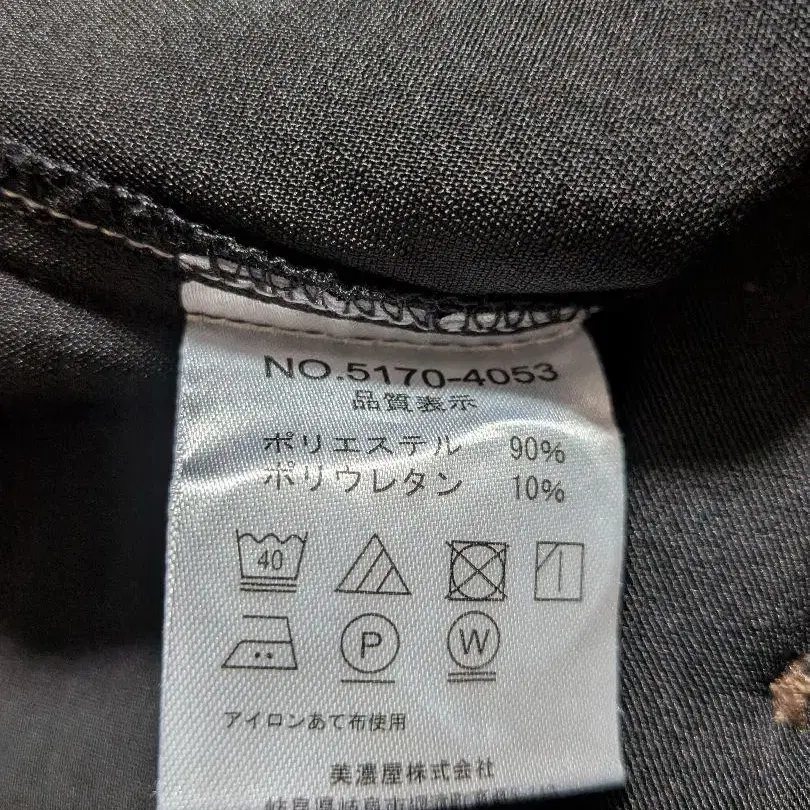 NO.5170-4053
品質表示
ポリエステル 90%
ポリウレタン 10%
40
P W
アイロンあて布使用
美濃屋株式会社